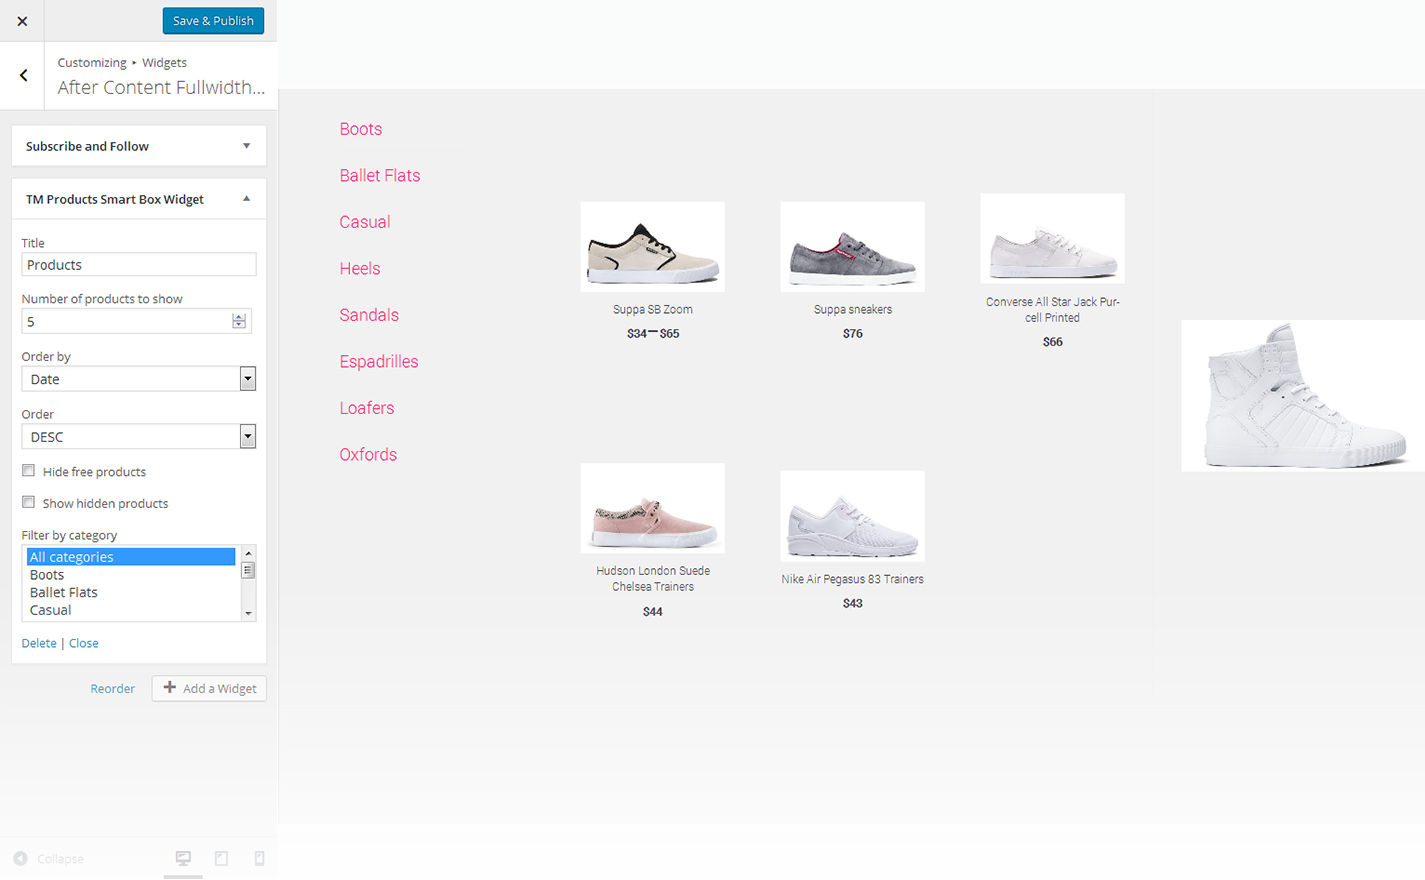 Save & Publish
Customizing ▸ Widgets
After Content Fullwidth...
Subscribe and Follow
TM Products Smart Box Widget
Title
Products
Number of products to show
5
Order by
Date
Order
DESC
Hide free products
Show hidden products
Filter by category
All categories
Boots
Ballet Flats
Casual
Delete | Close
Reorder
Add a Widget
Collapse
Boots
Ballet Flats
Casual
Heels
Sandals
Espadrilles
Loafers
Oxfords
Suppa SB Zoom
$34–$65
Suppa sneakers
$76
Converse All Star Jack Pur-
cell Printed
$66
Hudson London Suede
Chelsea Trainers
$44
Nike Air Pegasus 83 Trainers
$43